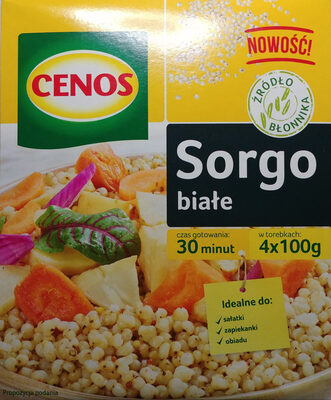 NOWOŚĆ!
CENOS
ŹRÓDŁO
BŁONNIKA
Sorgo
białe
czas gotowania:
30 minut
w torebkach:
4x100g
Idealne do:
✓ sałatki
✓ zapiekanki
✓ obiadu
Propozycja podania